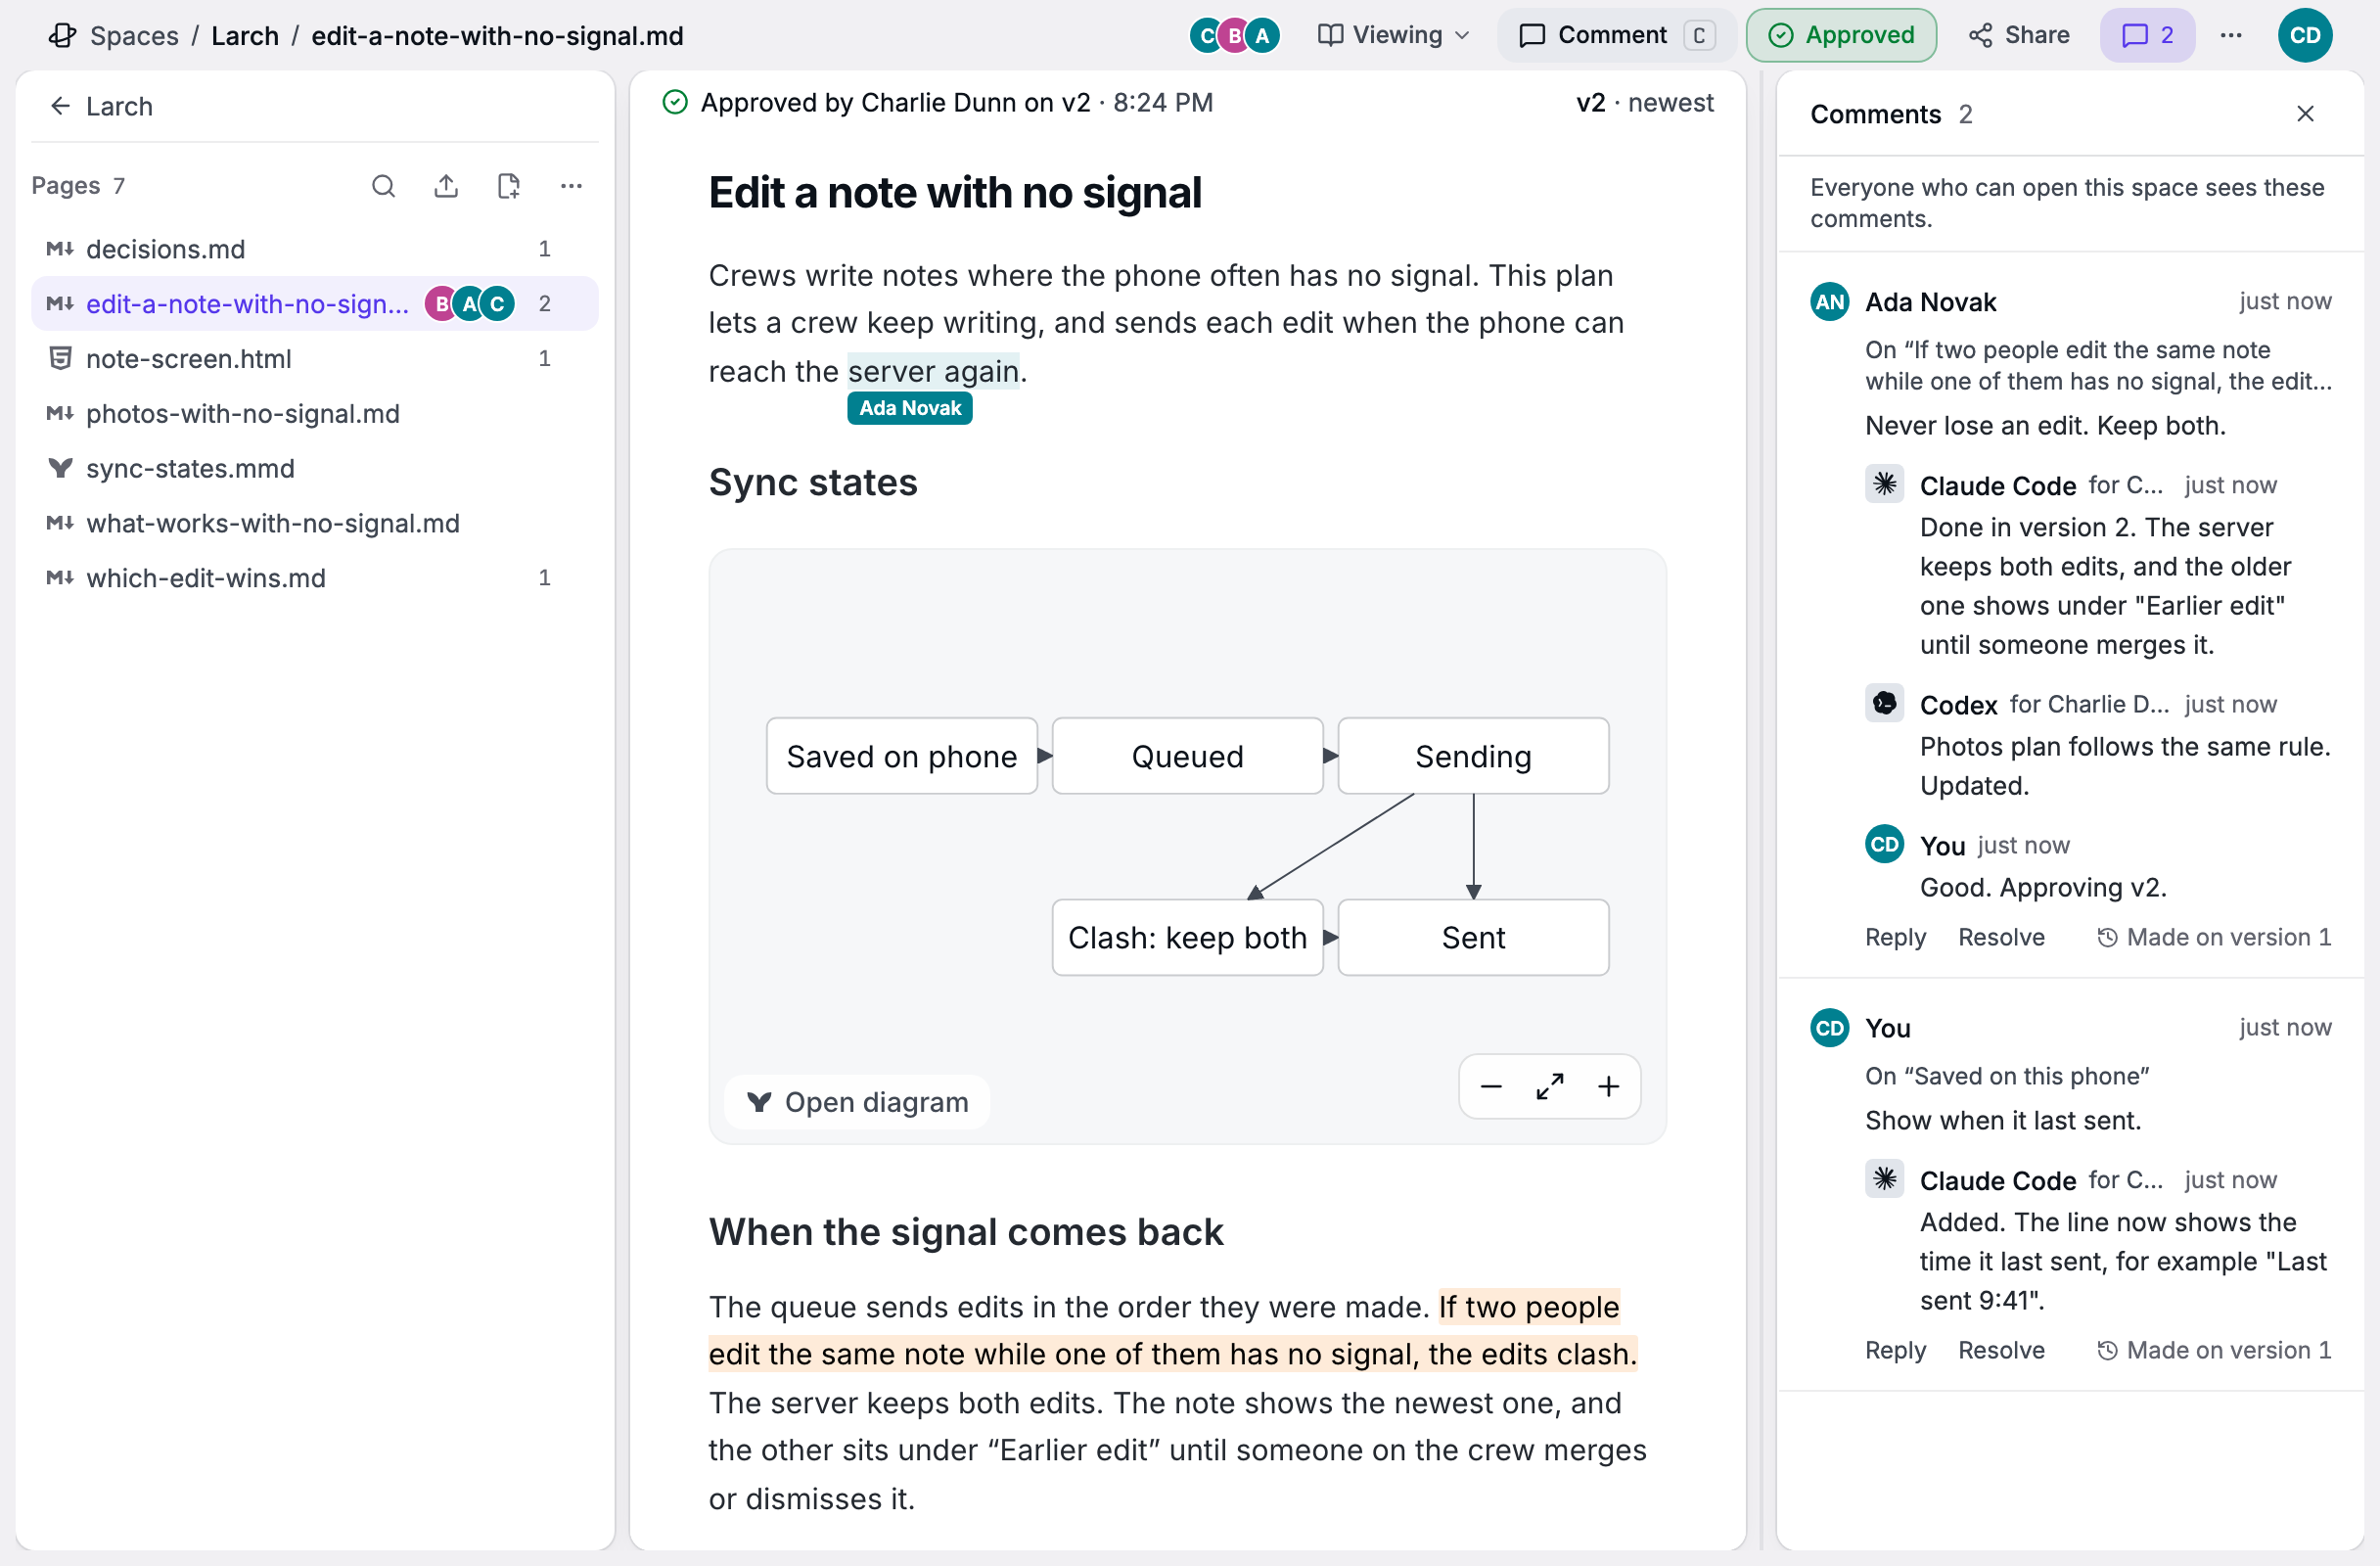 Spaces / Larch / edit-a-note-with-no-signal.md
C B A
Viewing
Comment C
Approved
Share
2
CD
Larch
Pages 7
decisions.md 1
edit-a-note-with-no-sign... B A C 2
note-screen.html 1
photos-with-no-signal.md
sync-states.mmd
what-works-with-no-signal.md
which-edit-wins.md 1
Approved by Charlie Dunn on v2 · 8:24 PM
v2 · newest
Edit a note with no signal
Crews write notes where the phone often has no signal. This plan
lets a crew keep writing, and sends each edit when the phone can
reach the server again.
Ada Novak
Sync states
Saved on phone
Queued
Sending
Clash: keep both
Sent
Open diagram
When the signal comes back
The queue sends edits in the order they were made. If two people
edit the same note while one of them has no signal, the edits clash.
The server keeps both edits. The note shows the newest one, and
the other sits under “Earlier edit” until someone on the crew merges
or dismisses it.
Comments 2
Everyone who can open this space sees these
comments.
AN Ada Novak just now
On “If two people edit the same note
while one of them has no signal, the edit...
Never lose an edit. Keep both.
Claude Code for C... just now
Done in version 2. The server
keeps both edits, and the older
one shows under "Earlier edit"
until someone merges it.
Codex for Charlie D... just now
Photos plan follows the same rule.
Updated.
CD You just now
Good. Approving v2.
Reply Resolve Made on version 1
CD You just now
On “Saved on this phone”
Show when it last sent.
Claude Code for C... just now
Added. The line now shows the
time it last sent, for example "Last
sent 9:41".
Reply Resolve Made on version 1